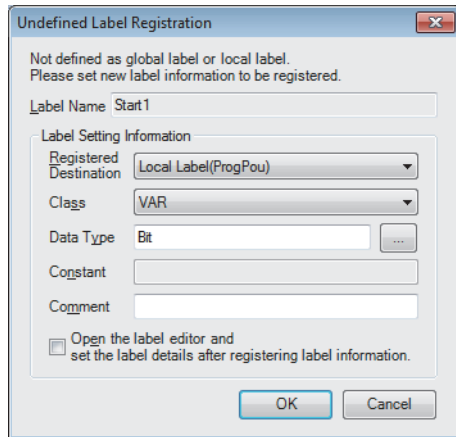 Undefined Label Registration
Not defined as global label or local label.
Please set new label information to be registered.
Label Name Start1
Label Setting Information
Registered
Destination Local Label(ProgPou)
Class VAR
Data Type Bit ...
Constant
Comment
Open the label editor and
set the label details after registering label information.
OK Cancel